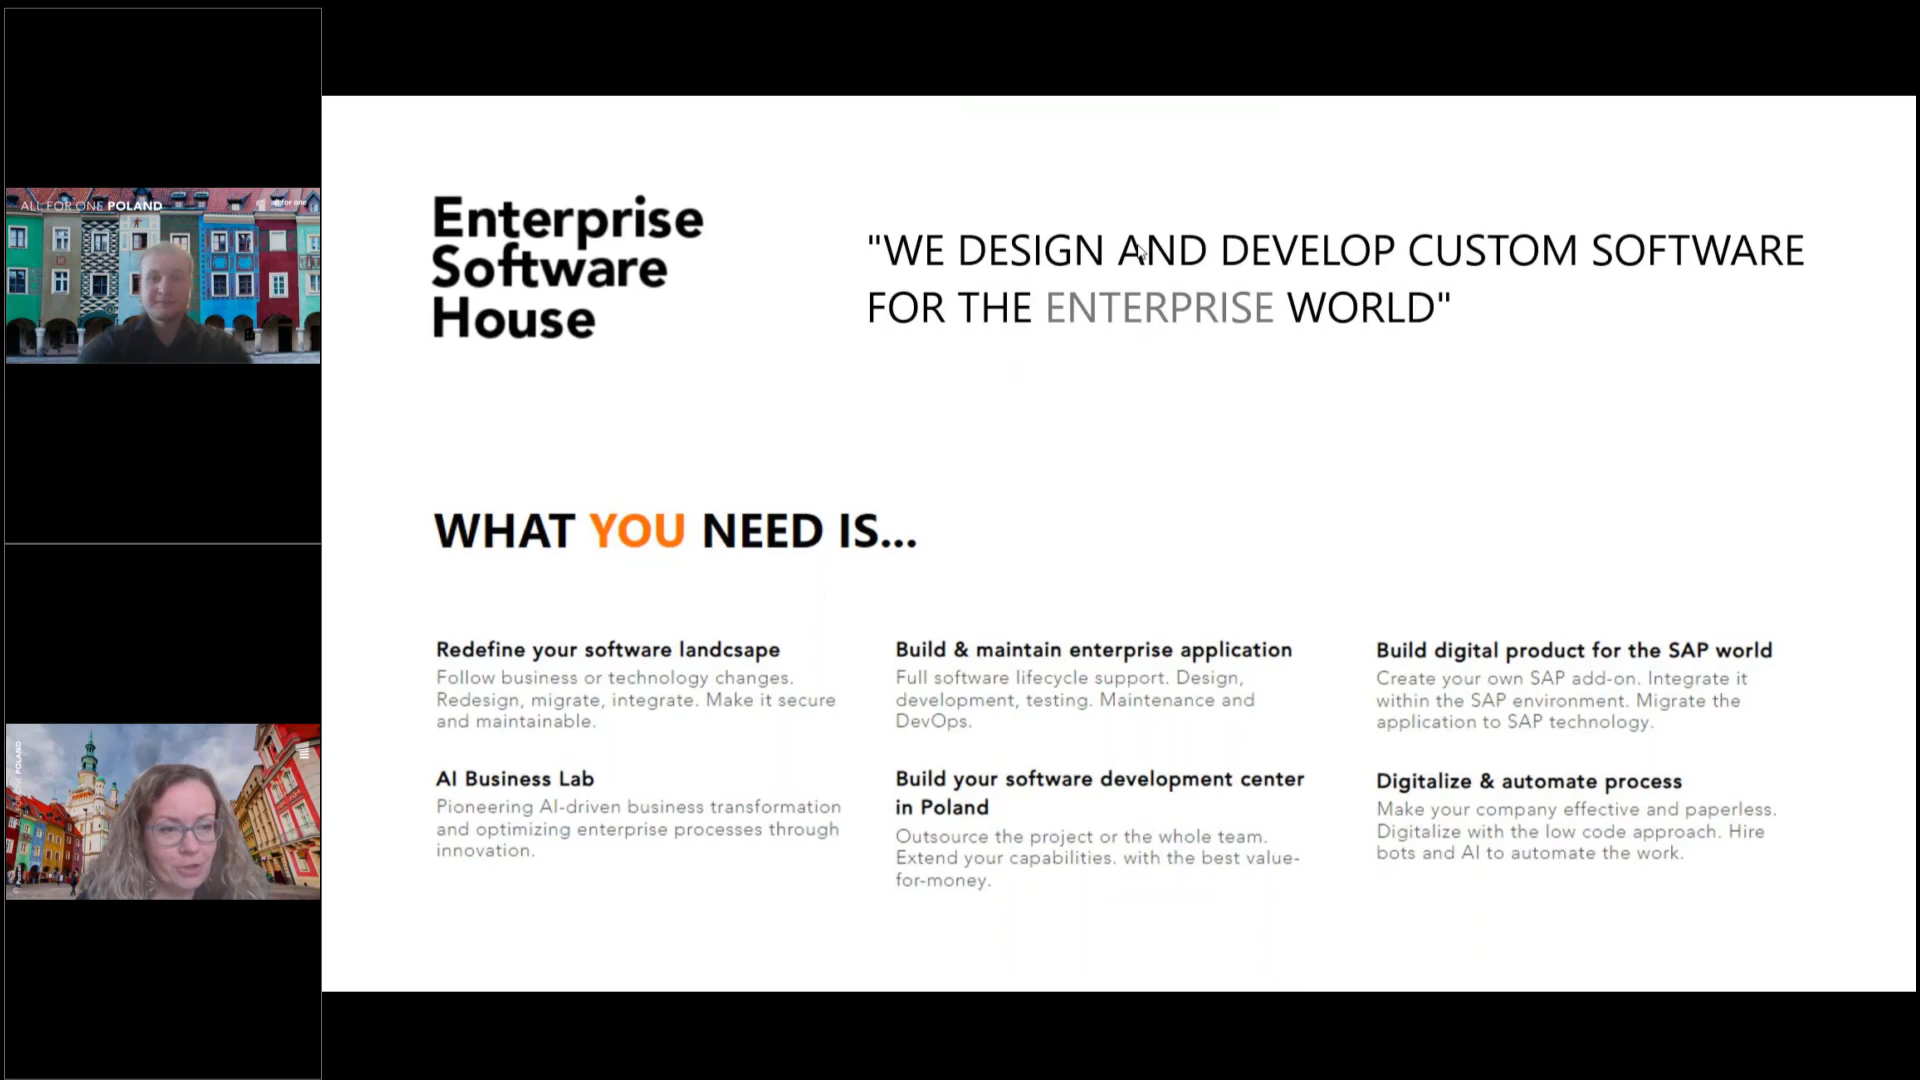 ALL FOR ONE POLAND
all for one
Enterprise
Software
House
"WE DESIGN AND DEVELOP CUSTOM SOFTWARE
FOR THE ENTERPRISE WORLD"
WHAT YOU NEED IS...
Redefine your software landcsape
Follow business or technology changes.
Redesign, migrate, integrate. Make it secure
and maintainable.
Build & maintain enterprise application
Full software lifecycle support. Design,
development, testing. Maintenance and
DevOps.
Build digital product for the SAP world
Create your own SAP add-on. Integrate it
within the SAP environment. Migrate the
application to SAP technology.
AI Business Lab
Pioneering AI-driven business transformation
and optimizing enterprise processes through
innovation.
Build your software development center
in Poland
Outsource the project or the whole team.
Extend your capabilities. with the best value-
for-money.
Digitalize & automate process
Make your company effective and paperless.
Digitalize with the low code approach. Hire
bots and AI to automate the work.
POLAND